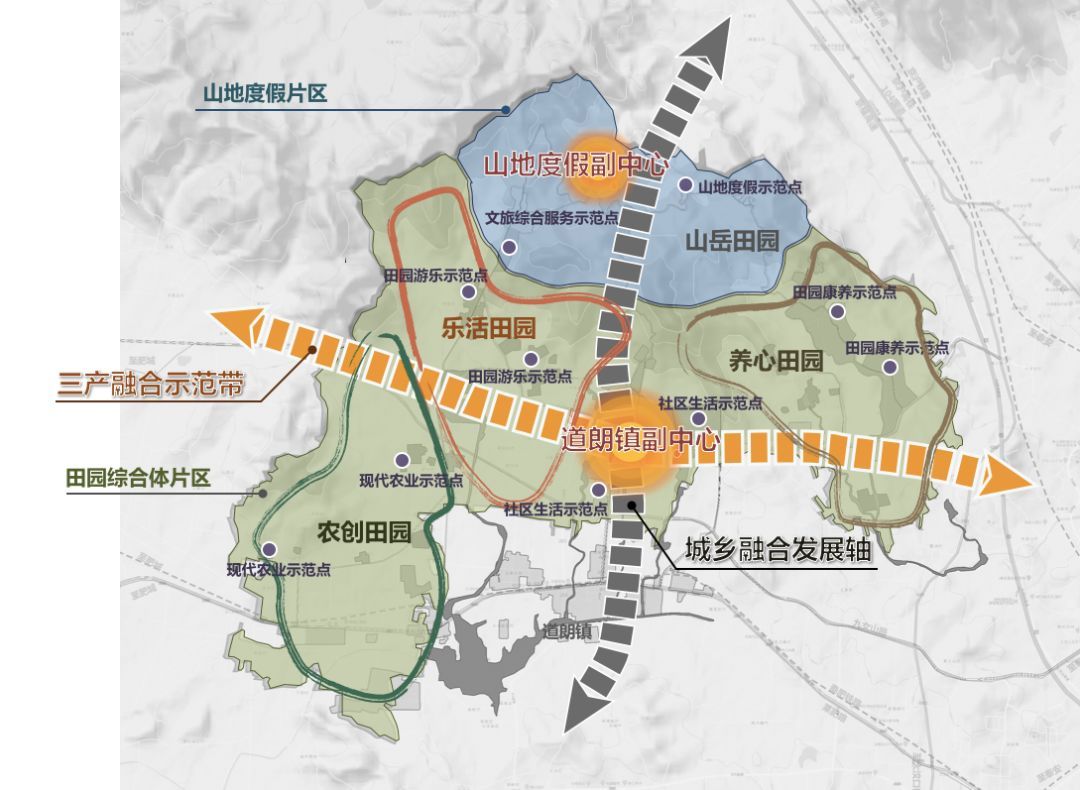 山地度假片区
山地度假副中心
山地度假示范点
文旅综合服务示范点
山岳田园
田园游乐示范点
田园康养示范点
乐活田园
田园康养示范点
养心田园
至肥城
田园游乐示范点
三产融合示范带
社区生活示范点
道朗镇副中心
田园综合体片区
现代农业示范点
社区生活示范点
农创田园
城乡融合发展轴
现代农业示范点
道朗镇